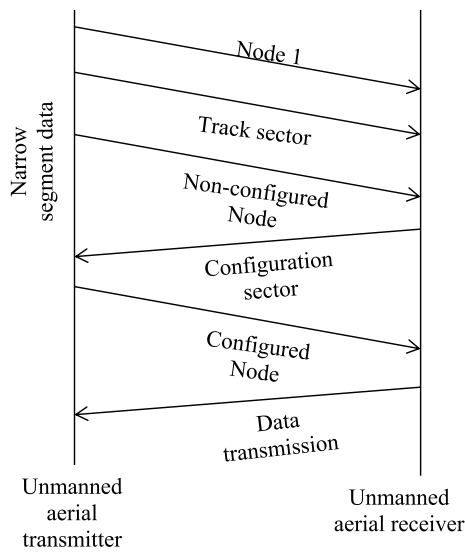 Node 1
Track sector
Narrow
segment data
Non-configured
Node
Configuration
sector
Configured
Node
Data
transmission
Unmanned
aerial
transmitter
Unmanned
aerial receiver